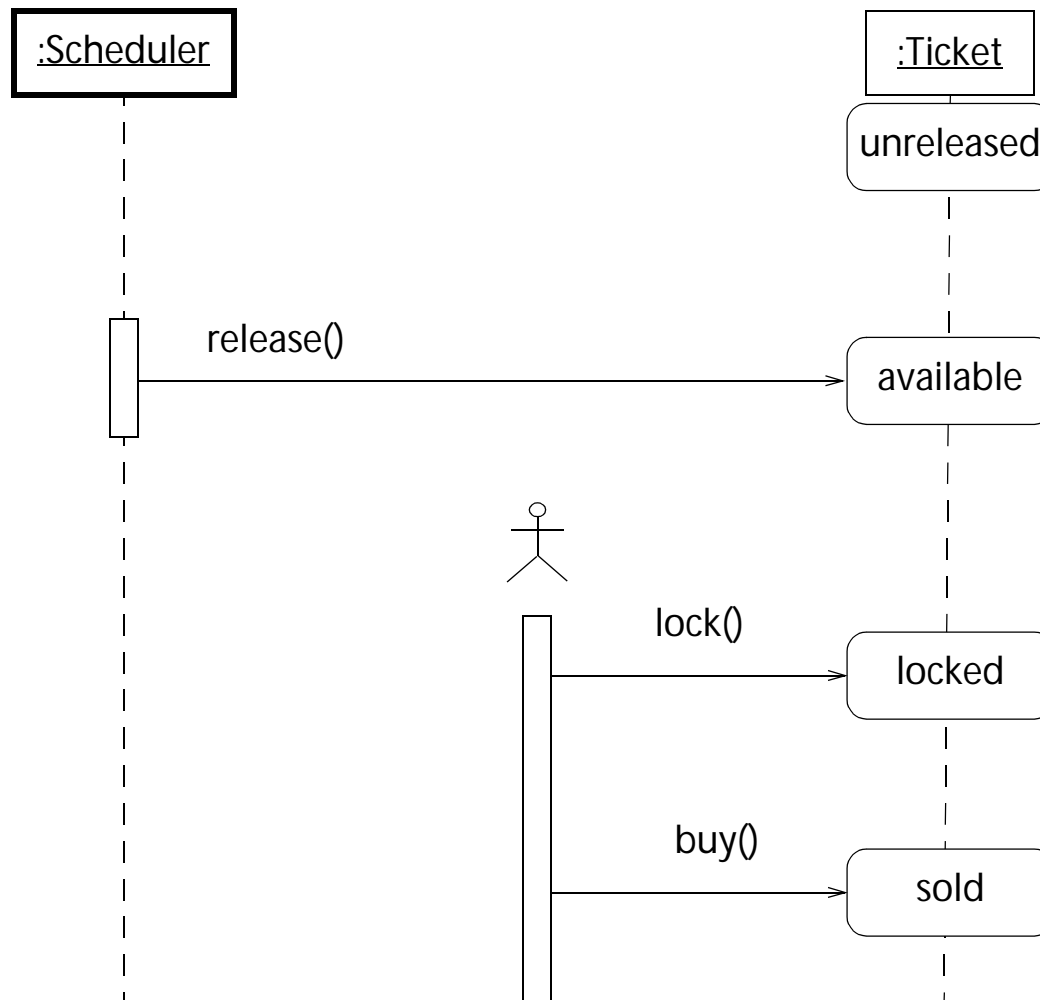 :Scheduler
:Ticket
unreleased
release()
available
lock()
locked
buy()
sold